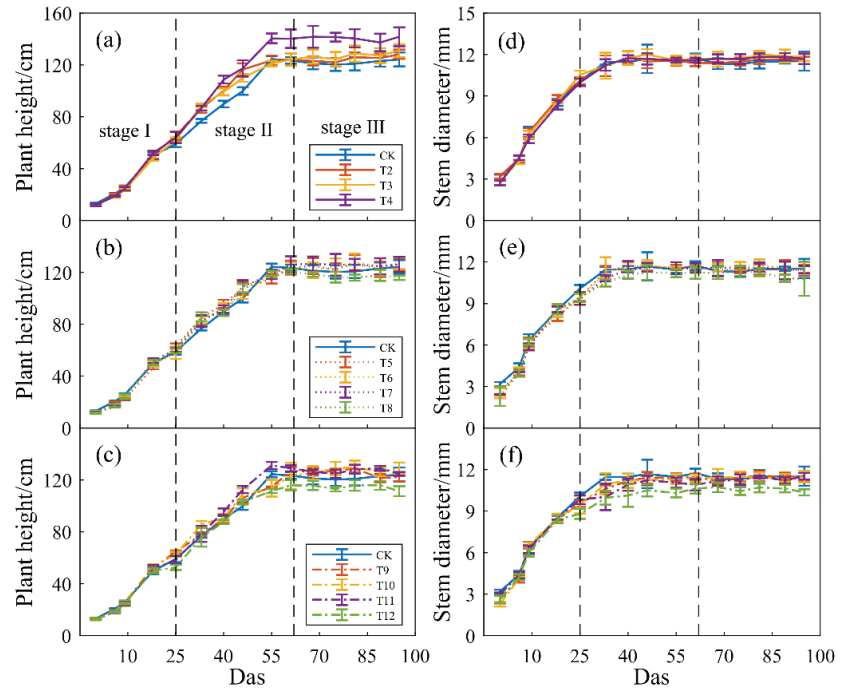 160
120
80
40
0
Plant height/cm
(a)
stage I
stage II
stage III
CK
T2
T3
T4
15
12
9
6
3
0
Stem diameter/mm
(d)
120
80
40
0
Plant height/cm
(b)
CK
T5
T6
T7
T8
12
9
6
3
0
Stem diameter/mm
(e)
120
80
40
0
Plant height/cm
(c)
CK
T9
T10
T11
T12
10 25 40 55 70 85 100
Das
12
9
6
3
0
Stem diameter/mm
(f)
10 25 40 55 70 85 100
Das